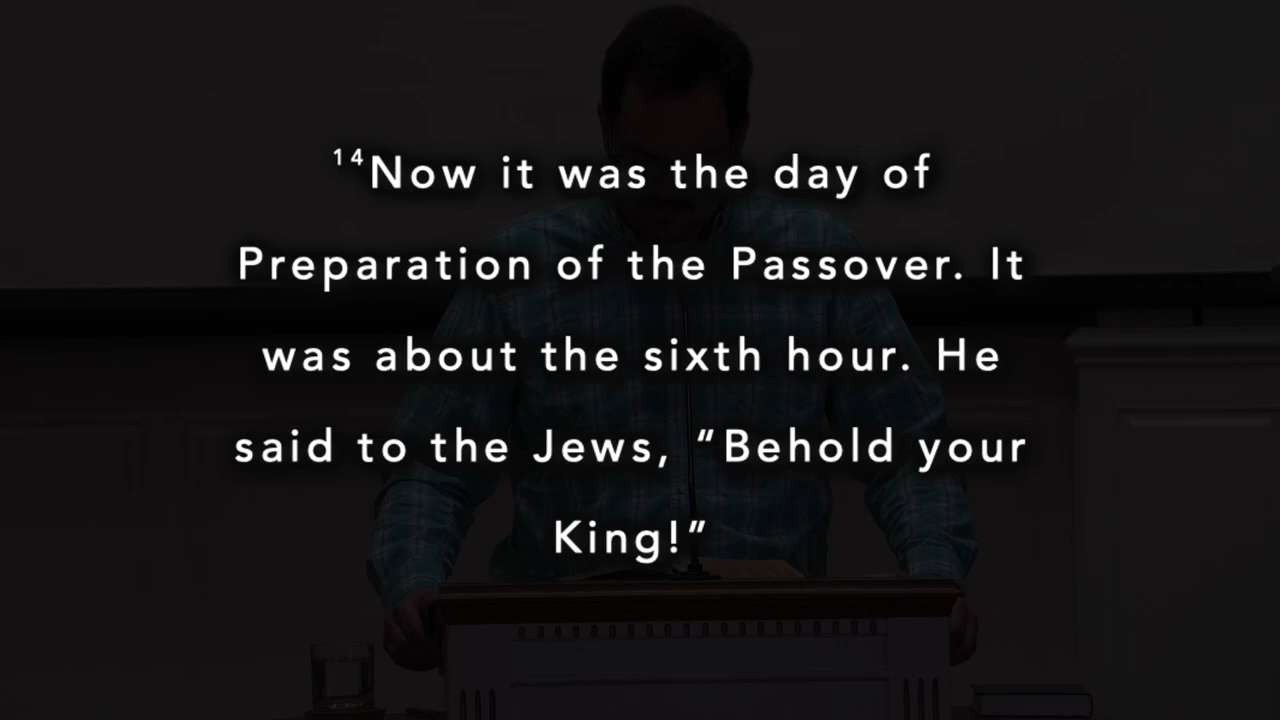 ¹⁴Now it was the day of
Preparation of the Passover. It
was about the sixth hour. He
said to the Jews, “Behold your
King!”